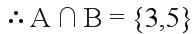 ∴ A ∩ B = {3,5}